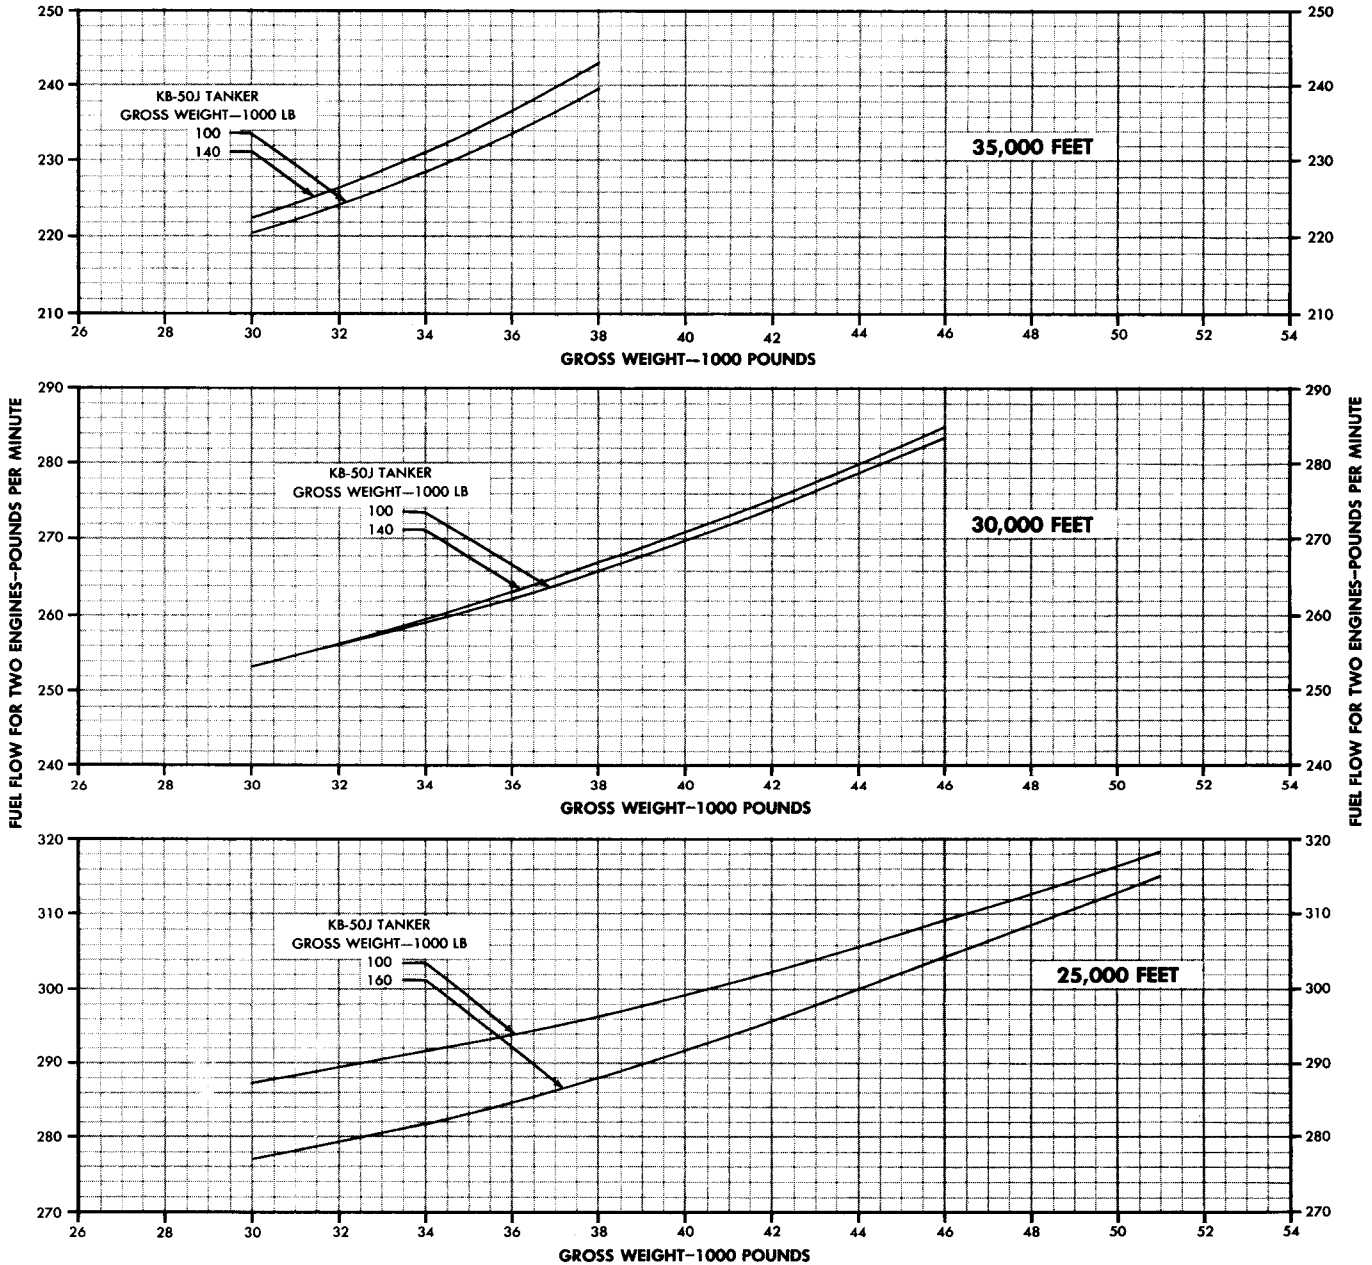 250 250
240 240
KB-50J TANKER
GROSS WEIGHT—1000 LB
100
140
35,000 FEET
230 230
220 220
210 210
26 28 30 32 34 36 38 40 42 44 46 48 50 52 54
GROSS WEIGHT—1000 POUNDS
FUEL FLOW FOR TWO ENGINES—POUNDS PER MINUTE
290 290
280 280
KB-50J TANKER
GROSS WEIGHT—1000 LB
100
140
30,000 FEET
270 270
260 260
250 250
240 240
26 28 30 32 34 36 38 40 42 44 46 48 50 52 54
GROSS WEIGHT—1000 POUNDS
FUEL FLOW FOR TWO ENGINES—POUNDS PER MINUTE
320 320
310 310
KB-50J TANKER
GROSS WEIGHT—1000 LB
100
160
25,000 FEET
300 300
290 290
280 280
270 270
26 28 30 32 34 36 38 40 42 44 46 48 50 52 54
GROSS WEIGHT—1000 POUNDS